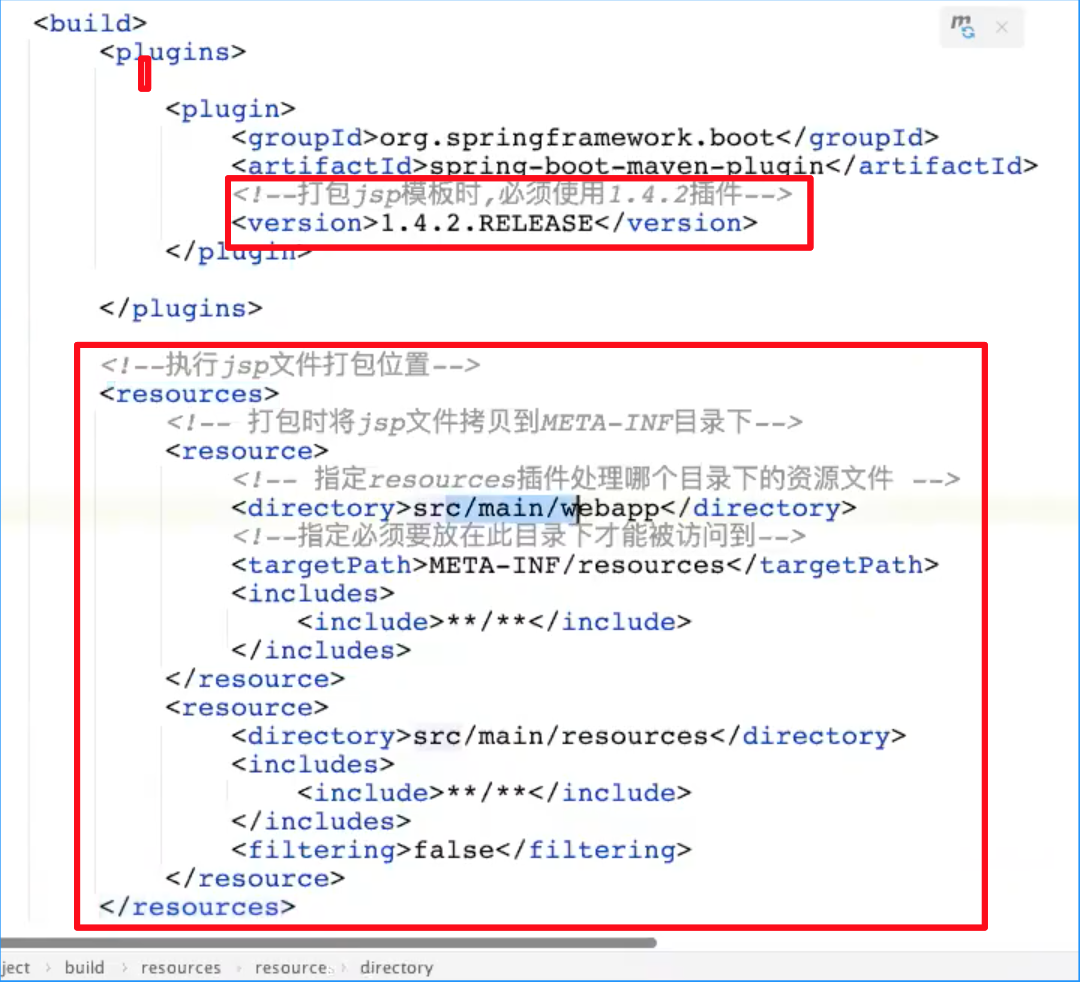 <build>
<plugins>
<plugin>
<groupId>org.springframework.boot</groupId>
<artifactId>spring-boot-maven-plugin</artifactId>
<!--打包jsp模板时,必须使用1.4.2插件-->
<version>1.4.2.RELEASE</version>
</plugin>
</plugins>
<!--执行jsp文件打包位置-->
<resources>
<!-- 打包时将jsp文件拷贝到META-INF目录下-->
<resource>
<!-- 指定resources插件处理哪个目录下的资源文件 -->
<directory>src/main/webapp</directory>
<!--指定必须要放在此目录下才能被访问到-->
<targetPath>META-INF/resources</targetPath>
<includes>
<include>**/**</include>
</includes>
</resource>
<resource>
<directory>src/main/resources</directory>
<includes>
<include>**/**</include>
</includes>
<filtering>false</filtering>
</resource>
</resources>
ject › build › resources › resource › directory